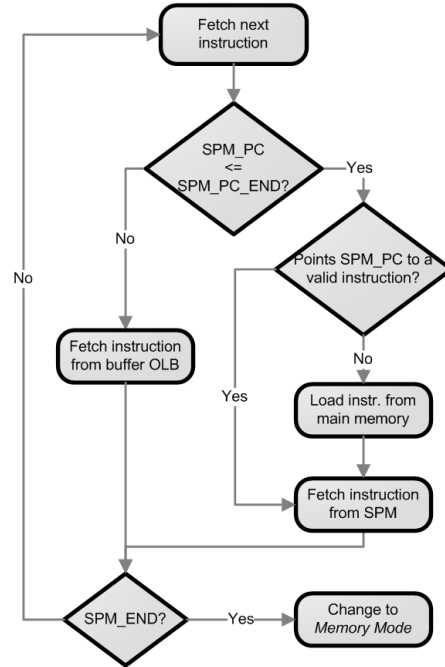 Fetch next
instruction
SPM_PC
<=
SPM_PC_END?
Yes
No
Points SPM_PC to a
valid instruction?
No
No
Fetch instruction
from buffer OLB
Yes
Load instr. from
main memory
Fetch instruction
from SPM
SPM_END?
Yes
Change to
Memory Mode